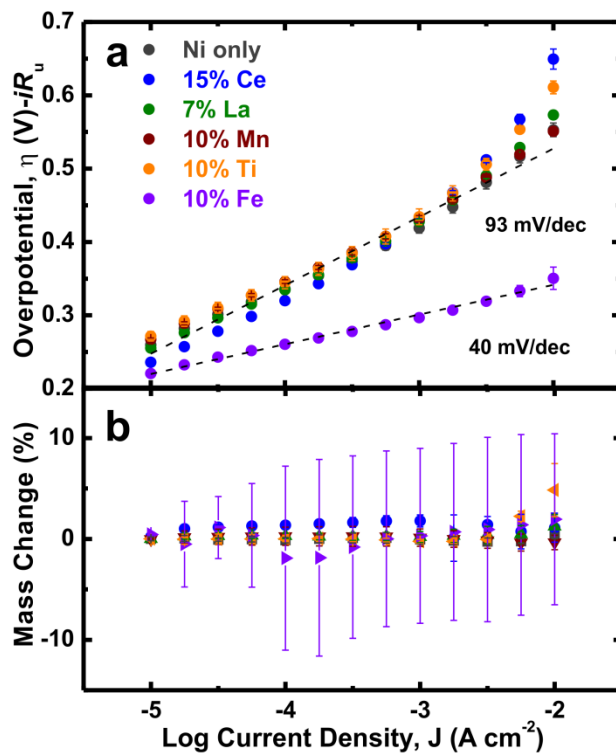 a
Ni only
15% Ce
7% La
10% Mn
10% Ti
10% Fe
93 mV/dec
40 mV/dec
Overpotential, η (V)-iRᵤ
0.7
0.6
0.5
0.4
0.3
0.2
b
Mass Change (%)
10
0
-10
-5
-4
-3
-2
Log Current Density, J (A cm⁻²)